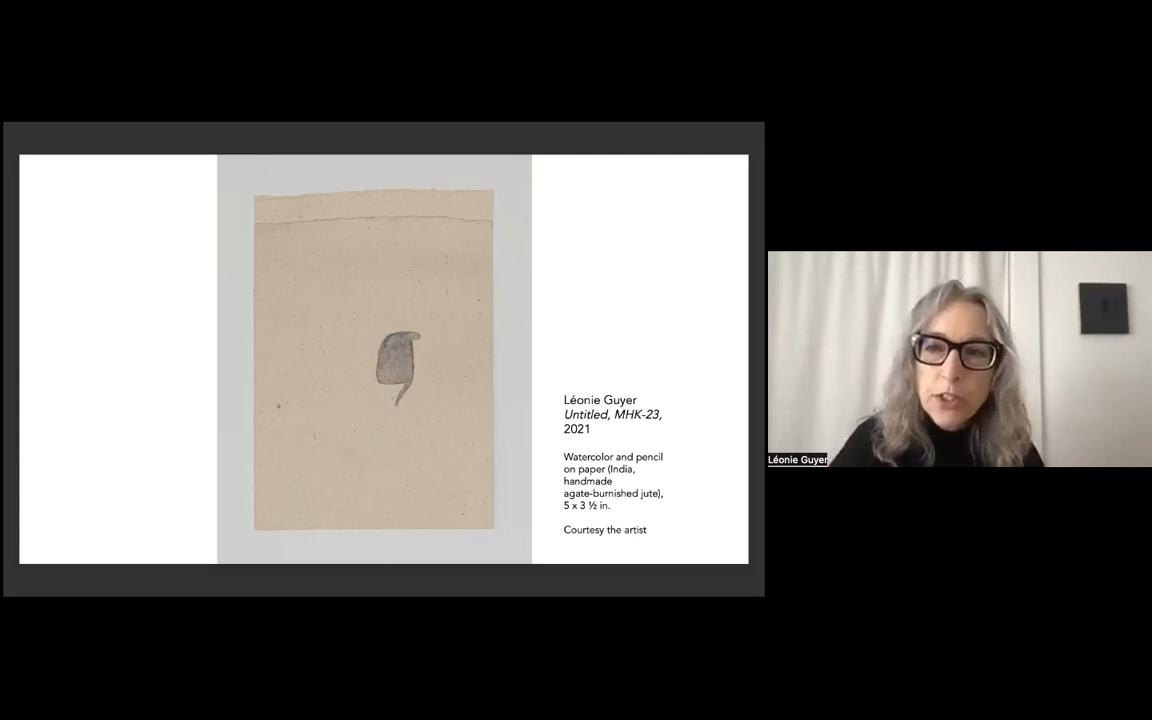 Léonie Guyer
Untitled, MHK-23,
2021
Watercolor and pencil
on paper (India,
handmade
agate-burnished jute),
5 x 3 ½ in.
Courtesy the artist
Léonie Guyer